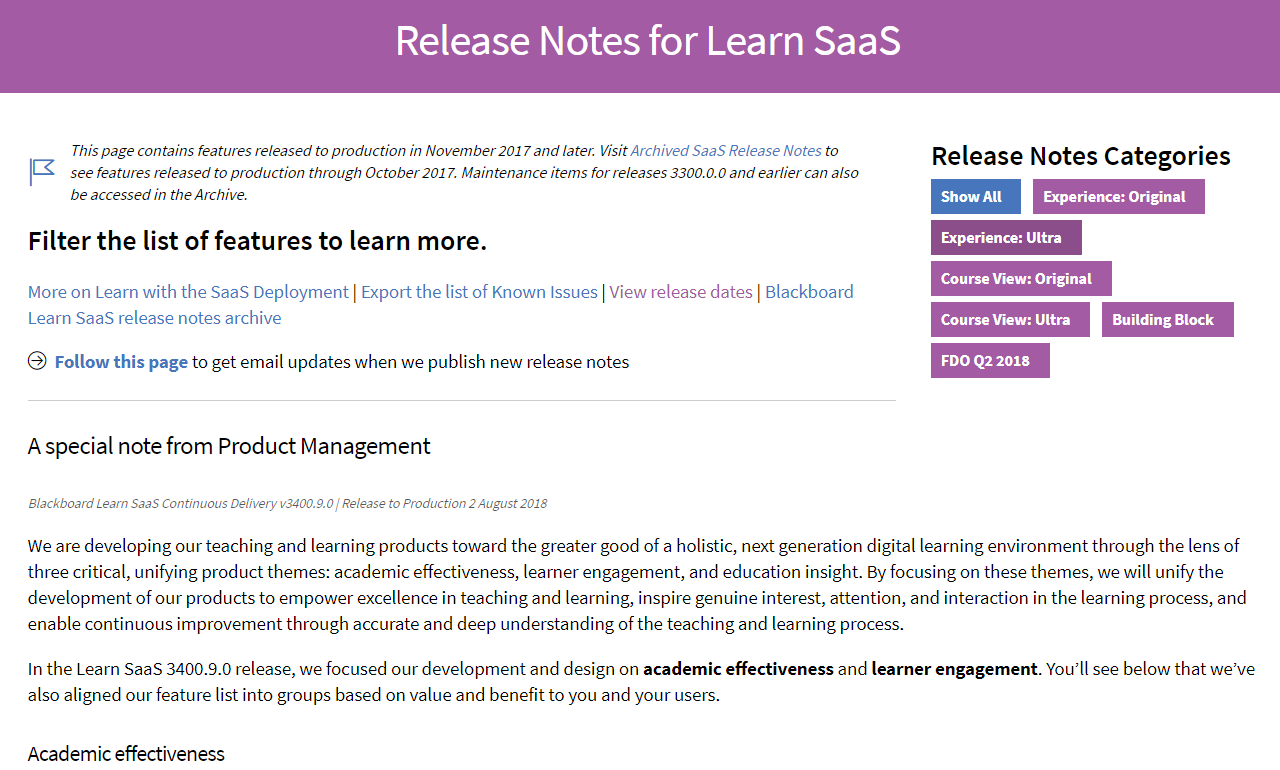 Release Notes for Learn SaaS
This page contains features released to production in November 2017 and later. Visit Archived SaaS Release Notes to
see features released to production through October 2017. Maintenance items for releases 3300.0.0 and earlier can also
be accessed in the Archive.
Filter the list of features to learn more.
More on Learn with the SaaS Deployment | Export the list of Known Issues | View release dates | Blackboard
Learn SaaS release notes archive
Follow this page to get email updates when we publish new release notes
Release Notes Categories
Show All Experience: Original
Experience: Ultra
Course View: Original
Course View: Ultra Building Block
FDO Q2 2018
A special note from Product Management
Blackboard Learn SaaS Continuous Delivery v3400.9.0 | Release to Production 2 August 2018
We are developing our teaching and learning products toward the greater good of a holistic, next generation digital learning environment through the lens of
three critical, unifying product themes: academic effectiveness, learner engagement, and education insight. By focusing on these themes, we will unify the
development of our products to empower excellence in teaching and learning, inspire genuine interest, attention, and interaction in the learning process, and
enable continuous improvement through accurate and deep understanding of the teaching and learning process.
In the Learn SaaS 3400.9.0 release, we focused our development and design on academic effectiveness and learner engagement. You’ll see below that we’ve
also aligned our feature list into groups based on value and benefit to you and your users.
Academic effectiveness